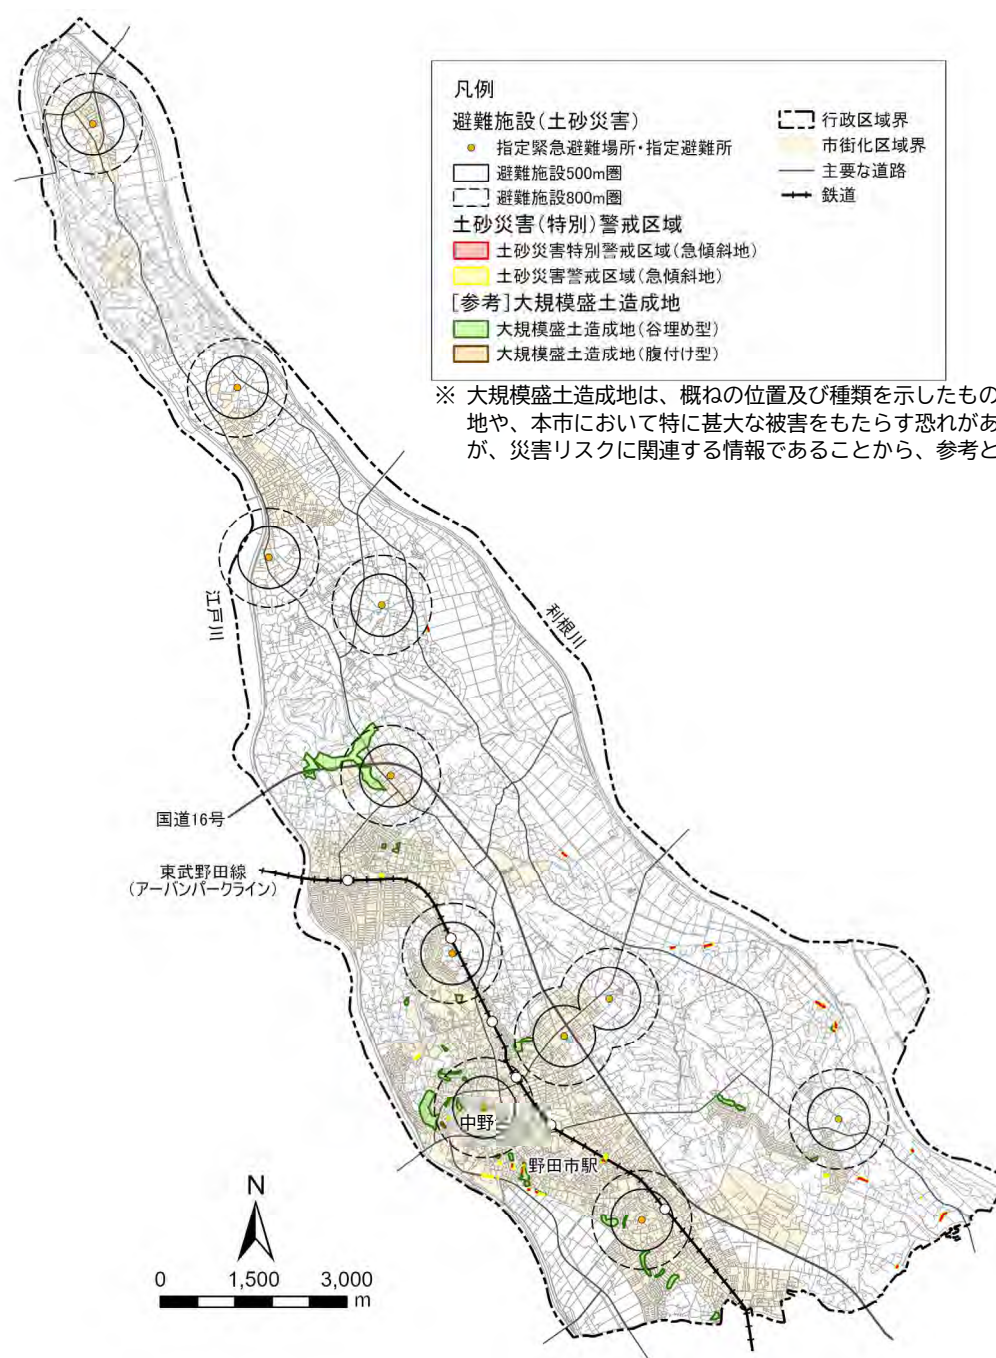 凡例
避難施設(土砂災害)
指定緊急避難場所・指定避難所
避難施設500m圏
避難施設800m圏
土砂災害(特別)警戒区域
土砂災害特別警戒区域(急傾斜地)
土砂災害警戒区域(急傾斜地)
[参考]大規模盛土造成地
大規模盛土造成地(谷埋め型)
大規模盛土造成地(腹付け型)
行政区域界
市街化区域界
主要な道路
鉄道
※ 大規模盛土造成地は、概ねの位置及び種類を示したもの
地や、本市において特に甚大な被害をもたらす恐れがあ
が、災害リスクに関連する情報であることから、参考と
江戸川
利根川
国道16号
東武野田線
(アーバンパークライン)
中野
野田市駅
N
0 1,500 3,000
m